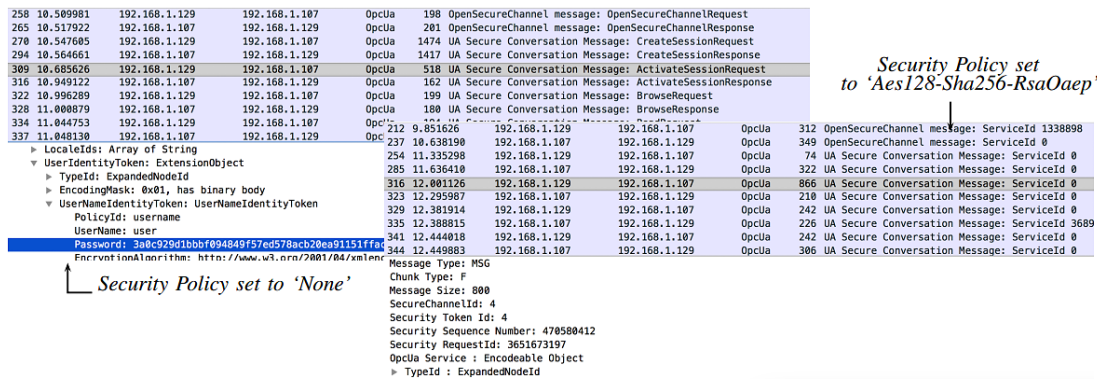 258 10.509981 192.168.1.129 192.168.1.107 OpcUa 198 OpenSecureChannel message: OpenSecureChannelRequest
265 10.517922 192.168.1.107 192.168.1.129 OpcUa 201 OpenSecureChannel message: OpenSecureChannelResponse
270 10.547605 192.168.1.129 192.168.1.107 OpcUa 1474 UA Secure Conversation Message: CreateSessionRequest
294 10.564661 192.168.1.107 192.168.1.129 OpcUa 1417 UA Secure Conversation Message: CreateSessionResponse
309 10.685626 192.168.1.129 192.168.1.107 OpcUa 518 UA Secure Conversation Message: ActivateSessionRequest
316 10.949122 192.168.1.107 192.168.1.129 OpcUa 162 UA Secure Conversation Message: ActivateSessionResponse
322 10.996289 192.168.1.129 192.168.1.107 OpcUa 199 UA Secure Conversation Message: BrowseRequest
328 11.000879 192.168.1.107 192.168.1.129 OpcUa 180 UA Secure Conversation Message: BrowseResponse
334 11.044753 192.168.1.129 192.168.1.107 OpcU
337 11.048130 192.168.1.107 192.168.1.129 OpcU
LocaleIds: Array of String
UserIdentityToken: ExtensionObject
TypeId: ExpandedNodeId
EncodingMask: 0x01, has binary body
UserNameIdentityToken: UserNameIdentityToken
PolicyId: username
UserName: user
Password: 3a0c929d1bbbf094849f57ed578acb20ea91151ffac
EncryptionAlgorithm: http://www.w3.org/2001/04/xmlenc
Security Policy set to 'None'
Security Policy set
to 'Aes128-Sha256-RsaOaep'
212 9.851626 192.168.1.129 192.168.1.107 OpcUa 312 OpenSecureChannel message: ServiceId 1338898
237 10.638190 192.168.1.107 192.168.1.129 OpcUa 349 OpenSecureChannel message: ServiceId 0
254 11.335298 192.168.1.129 192.168.1.107 OpcUa 74 UA Secure Conversation Message: ServiceId 0
285 11.636410 192.168.1.107 192.168.1.129 OpcUa 322 UA Secure Conversation Message: ServiceId 0
316 12.001126 192.168.1.129 192.168.1.107 OpcUa 866 UA Secure Conversation Message: ServiceId 0
323 12.295987 192.168.1.107 192.168.1.129 OpcUa 210 UA Secure Conversation Message: ServiceId 0
329 12.381914 192.168.1.129 192.168.1.107 OpcUa 242 UA Secure Conversation Message: ServiceId 0
335 12.388815 192.168.1.107 192.168.1.129 OpcUa 226 UA Secure Conversation Message: ServiceId 3689
341 12.444018 192.168.1.129 192.168.1.107 OpcUa 242 UA Secure Conversation Message: ServiceId 0
344 12.449883 192.168.1.107 192.168.1.129 OpcUa 306 UA Secure Conversation Message: ServiceId 0
Message Type: MSG
Chunk Type: F
Message Size: 800
SecureChannelId: 4
Security Token Id: 4
Security Sequence Number: 470580412
Security RequestId: 3651673197
OpcUa Service : Encodeable Object
TypeId : ExpandedNodeId